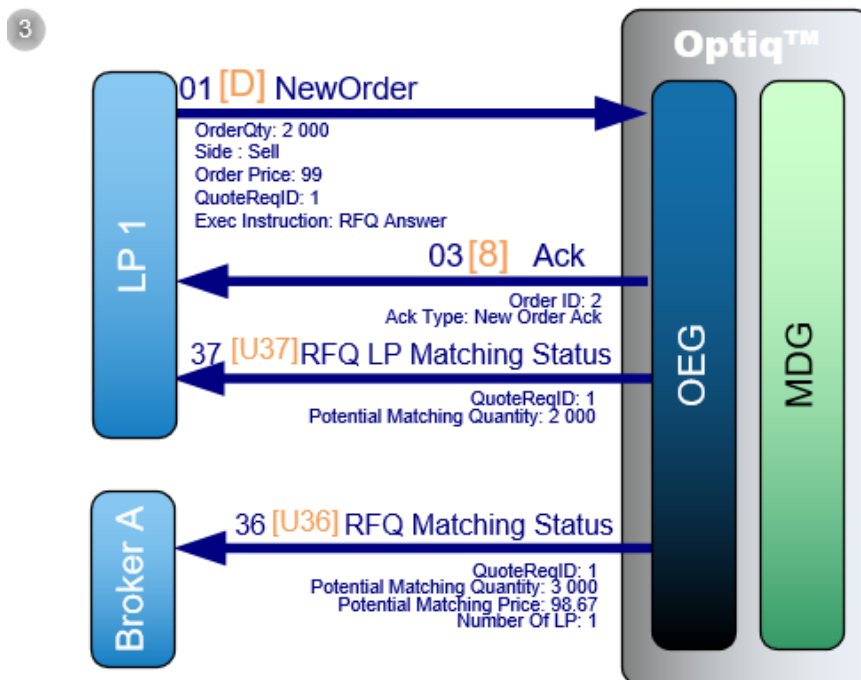 3
Optiq™
01 [D] NewOrder
OrderQty: 2 000
Side : Sell
Order Price: 99
QuoteReqID: 1
Exec Instruction: RFQ Answer
LP 1
03 [8] Ack
Order ID: 2
Ack Type: New Order Ack
37 [U37] RFQ LP Matching Status
QuoteReqID: 1
Potential Matching Quantity: 2 000
OEG
MDG
Broker A
36 [U36] RFQ Matching Status
QuoteReqID: 1
Potential Matching Quantity: 3 000
Potential Matching Price: 98.67
Number Of LP: 1